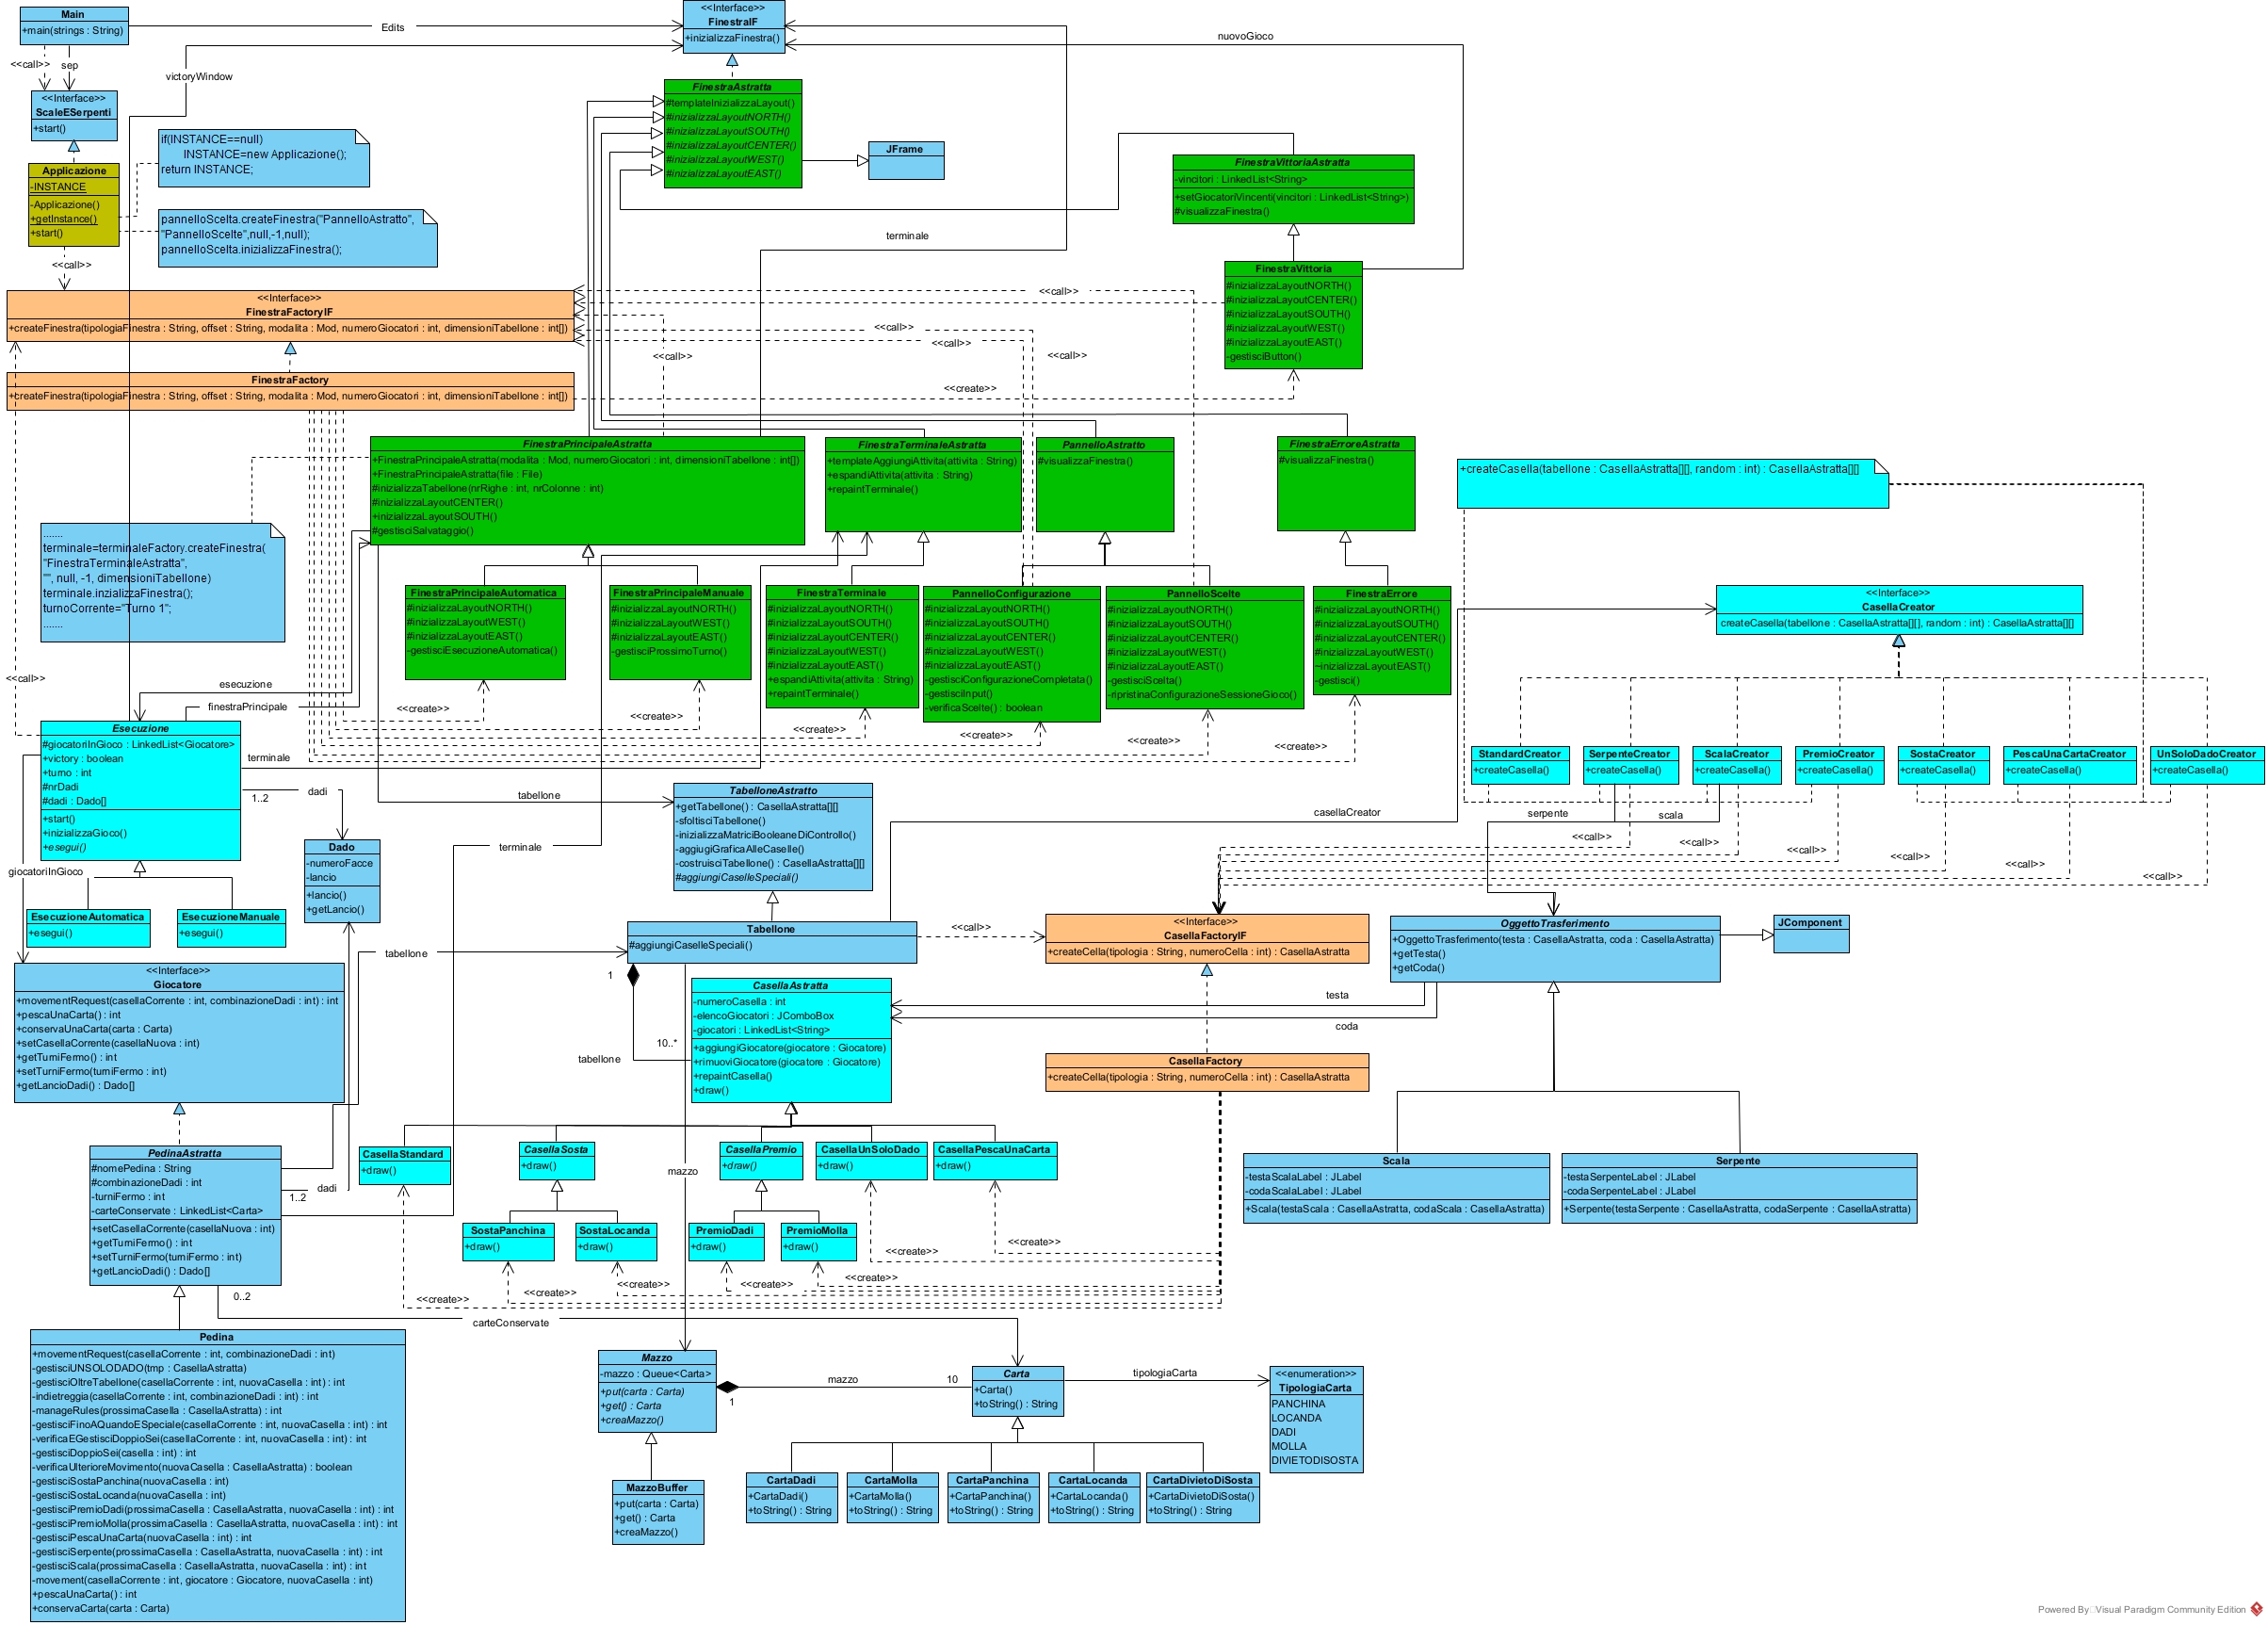 Main
+main(strings : String)
Edits
<<Interface>>
FinestraIF
+inizializzaFinestra()
nuovoGioco
<<call>>
sep
victoryWindow
<<Interface>>
ScaleESerpenti
+start()
if(INSTANCE==null)
INSTANCE=new Applicazione();
return INSTANCE;
Applicazione
-INSTANCE
-Applicazione()
+getInstance()
+start()
pannelloScelta.createFinestra("PannelloAstratto",
"PannelloScelte",null,-1,null);
pannelloScelta.inizializzaFinestra();
<<call>>
FinestraAstratta
#templateInizializzaLayout()
#inizializzaLayoutNORTH()
#inizializzaLayoutSOUTH()
#inizializzaLayoutCENTER()
#inizializzaLayoutWEST()
#inizializzaLayoutEAST()
JFrame
FinestraVittoriaAstratta
-vincitori : LinkedList<String>
+setGiocatoriVincenti(vincitori : LinkedList<String>)
#visualizzaFinestra()
terminale
FinestraVittoria
#inizializzaLayoutNORTH()
#inizializzaLayoutCENTER()
#inizializzaLayoutSOUTH()
#inizializzaLayoutWEST()
#inizializzaLayoutEAST()
-gestisciButton()
<<Interface>>
FinestraFactoryIF
+createFinestra(tipologiaFinestra : String, offset : String, modalita : Mod, numeroGiocatori : int, dimensioniTabellone : int[])
<<call>>
<<call>>
<<call>>
<<call>>
<<call>>
FinestraFactory
+createFinestra(tipologiaFinestra : String, offset : String, modalita : Mod, numeroGiocatori : int, dimensioniTabellone : int[])
<<create>>
FinestraPrincipaleAstratta
+FinestraPrincipaleAstratta(modalita : Mod, numeroGiocatori : int, dimensioniTabellone : int[])
+FinestraPrincipaleAstratta(file : File)
#inizializzaTabellone(nrRighe : int, nrColonne : int)
#inizializzaLayoutCENTER()
+inizializzaLayoutSOUTH()
#gestisciSalvataggio()
FinestraTerminaleAstratta
+templateAggiungiAttivita(attivita : String)
+espandiAttivita(attivita : String)
+repaintTerminale()
PannelloAstratto
#visualizzaFinestra()
FinestraErroreAstratta
#visualizzaFinestra()
+createCasella(tabellone : CasellaAstratta[][], random : int) : CasellaAstratta[][]
.......
terminale=terminaleFactory.createFinestra(
"FinestraTerminaleAstratta",
"", null, -1, dimensioniTabellone)
terminale.inzializzaFinestra();
turnoCorrente="Turno 1";
.......
FinestraPrincipaleAutomatica
#inizializzaLayoutNORTH()
#inizializzaLayoutWEST()
#inizializzaLayoutEAST()
-gestisciEsecuzioneAutomatica()
FinestraPrincipaleManuale
#inizializzaLayoutNORTH()
#inizializzaLayoutWEST()
#inizializzaLayoutEAST()
-gestisciProssimoTurno()
FinestraTerminale
#inizializzaLayoutNORTH()
#inizializzaLayoutSOUTH()
#inizializzaLayoutCENTER()
#inizializzaLayoutWEST()
#inizializzaLayoutEAST()
+espandiAttivita(attivita : String)
+repaintTerminale()
PannelloConfigurazione
#inizializzaLayoutNORTH()
#inizializzaLayoutSOUTH()
#inizializzaLayoutCENTER()
#inizializzaLayoutWEST()
#inizializzaLayoutEAST()
-gestisciConfigurazioneCompletata()
-gestisciInput()
-verificaScelte() : boolean
PannelloScelte
#inizializzaLayoutNORTH()
#inizializzaLayoutSOUTH()
#inizializzaLayoutCENTER()
#inizializzaLayoutWEST()
#inizializzaLayoutEAST()
-gestisciScelta()
-ripristinaConfigurazioneSessioneGioco()
FinestraErrore
#inizializzaLayoutNORTH()
#inizializzaLayoutSOUTH()
#inizializzaLayoutCENTER()
#inizializzaLayoutWEST()
~inizializzaLayoutEAST()
-gestisci()
<<Interface>>
CasellaCreator
createCasella(tabellone : CasellaAstratta[][], random : int) : CasellaAstratta[][]
<<call>>
esecuzione
finestraPrincipale
<<create>>
<<create>>
<<create>>
<<create>>
<<create>>
<<create>>
Esecuzione
#giocatoriInGioco : LinkedList<Giocatore>
+victory : boolean
+turno : int
#nrDadi
#dadi : Dado[]
+start()
+inizializzaGioco()
+esegui()
terminale
1..2
dadi
tabellone
StandardCreator
+createCasella()
SerpenteCreator
+createCasella()
ScalaCreator
+createCasella()
PremioCreator
+createCasella()
SostaCreator
+createCasella()
PescaUnaCartaCreator
+createCasella()
UnSoloDadoCreator
+createCasella()
TabelloneAstratto
+getTabellone() : CasellaAstratta[][]
-sfoltisciTabellone()
-inizializzaMatriciBooleaneDiControllo()
-aggiugiGraficaAlleCaselle()
-costruisciTabellone() : CasellaAstratta[][]
#aggiungiCaselleSpeciali()
casellaCreator
serpente
scala
<<call>>
<<call>>
<<call>>
<<call>>
<<call>>
<<call>>
Dado
-numeroFacce
-lancio
+lancio()
+getLancio()
terminale
giocatoriInGioco
EsecuzioneAutomatica
+esegui()
EsecuzioneManuale
+esegui()
Tabellone
#aggiungiCaselleSpeciali()
<<call>>
<<Interface>>
CasellaFactoryIF
+createCella(tipologia : String, numeroCella : int) : CasellaAstratta
OggettoTrasferimento
+OggettoTrasferimento(testa : CasellaAstratta, coda : CasellaAstratta)
+getTesta()
+getCoda()
JComponent
tabellone
<<Interface>>
Giocatore
+movementRequest(casellaCorrente : int, combinazioneDadi : int) : int
+pescaUnaCarta() : int
+conservaUnaCarta(carta : Carta)
+setCasellaCorrente(casellaNuova : int)
+getTurniFermo() : int
+setTurniFermo(turniFermo : int)
+getLancioDadi() : Dado[]
1
10..*
tabellone
CasellaAstratta
-numeroCasella : int
-elencoGiocatori : JComboBox
-giocatori : LinkedList<String>
+aggiungiGiocatore(giocatore : Giocatore)
+rimuoviGiocatore(giocatore : Giocatore)
+repaintCasella()
+draw()
testa
coda
CasellaFactory
+createCella(tipologia : String, numeroCella : int) : CasellaAstratta
PedinaAstratta
#nomePedina : String
#combinazioneDadi : int
-turniFermo : int
-carteConservate : LinkedList<Carta>
+setCasellaCorrente(casellaNuova : int)
+getTurniFermo() : int
+setTurniFermo(turniFermo : int)
+getLancioDadi() : Dado[]
1..2
dadi
CasellaStandard
+draw()
CasellaSosta
+draw()
CasellaPremio
+draw()
CasellaUnSoloDado
+draw()
CasellaPescaUnaCarta
+draw()
mazzo
SostaPanchina
+draw()
SostaLocanda
+draw()
PremioDadi
+draw()
PremioMolla
+draw()
Scala
-testaScalaLabel : JLabel
-codaScalaLabel : JLabel
+Scala(testaScala : CasellaAstratta, codaScala : CasellaAstratta)
Serpente
-testaSerpenteLabel : JLabel
-codaSerpenteLabel : JLabel
+Serpente(testaSerpente : CasellaAstratta, codaSerpente : CasellaAstratta)
<<create>>
<<create>>
<<create>>
<<create>>
<<create>>
<<create>>
<<create>>
0..2
carteConservate
Pedina
+movementRequest(casellaCorrente : int, combinazioneDadi : int)
-gestisciUNSOLODADO(tmp : CasellaAstratta)
-gestisciOltreTabellone(casellaCorrente : int, nuovaCasella : int) : int
-indietreggia(casellaCorrente : int, combinazioneDadi : int) : int
-manageRules(prossimaCasella : CasellaAstratta) : int
-gestisciFinoAQuandoESpeciale(casellaCorrente : int, nuovaCasella : int) : int
-verificaEGestisciDoppioSei(casellaCorrente : int, nuovaCasella : int) : int
-gestisciDoppioSei(casella : int) : int
-verificaUlterioreMovimento(nuovaCasella : CasellaAstratta) : boolean
-gestisciSostaPanchina(nuovaCasella : int)
-gestisciSostaLocanda(nuovaCasella : int)
-gestisciPremioDadi(prossimaCasella : CasellaAstratta, nuovaCasella : int) : int
-gestisciPremioMolla(prossimaCasella : CasellaAstratta, nuovaCasella : int) : int
-gestisciPescaUnaCarta(nuovaCasella : int) : int
-gestisciSerpente(prossimaCasella : CasellaAstratta, nuovaCasella : int) : int
-gestisciScala(prossimaCasella : CasellaAstratta, nuovaCasella : int) : int
-movement(casellaCorrente : int, giocatore : Giocatore, nuovaCasella : int)
+pescaUnaCarta() : int
+conservaCarta(carta : Carta)
Mazzo
-mazzo : Queue<Carta>
+put(carta : Carta)
+get() : Carta
+creaMazzo()
1
mazzo
10
Carta
+Carta()
+toString() : String
tipologiaCarta
<<enumeration>>
TipologiaCarta
PANCHINA
LOCANDA
DADI
MOLLA
DIVIETODISOSTA
MazzoBuffer
+put(carta : Carta)
+get() : Carta
+creaMazzo()
CartaDadi
+CartaDadi()
+toString() : String
CartaMolla
+CartaMolla()
+toString() : String
CartaPanchina
+CartaPanchina()
+toString() : String
CartaLocanda
+CartaLocanda()
+toString() : String
CartaDivietoDiSosta
+CartaDivietoDiSosta()
+toString() : String
Powered By Visual Paradigm Community Edition